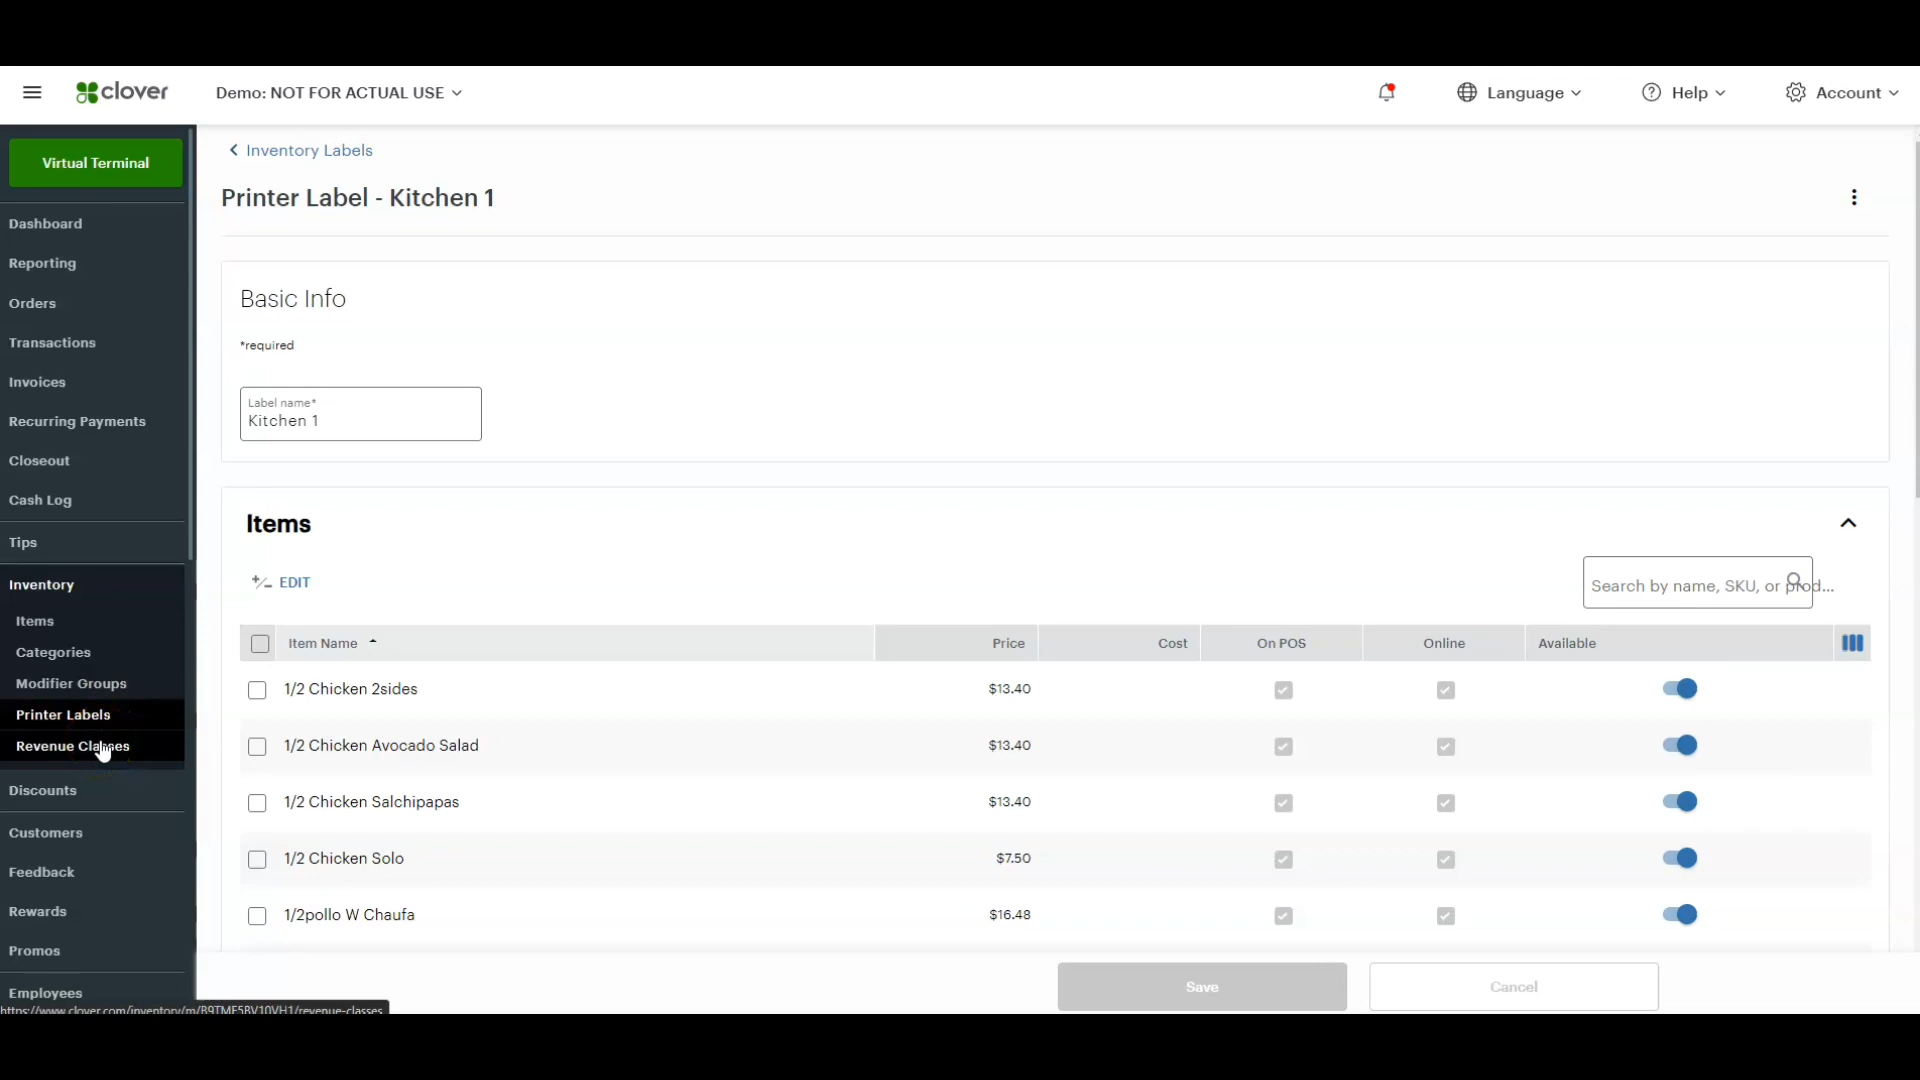 clover
Demo: NOT FOR ACTUAL USE
Language
Help
Account
Virtual Terminal
Dashboard
Reporting
Orders
Transactions
Invoices
Recurring Payments
Closeout
Cash Log
Tips
Inventory
Items
Categories
Modifier Groups
Printer Labels
Revenue Classes
Discounts
Customers
Feedback
Rewards
Promos
Employees
Inventory Labels
Printer Label - Kitchen 1
Basic Info
*required
Label name*
Kitchen 1
Items
+/- EDIT
Search by name, SKU, or prod...
Item Name Price Cost On POS Online Available
1/2 Chicken 2sides $13.40
1/2 Chicken Avocado Salad $13.40
1/2 Chicken Salchipapas $13.40
1/2 Chicken Solo $7.50
1/2pollo W Chaufa $16.48
Save
Cancel